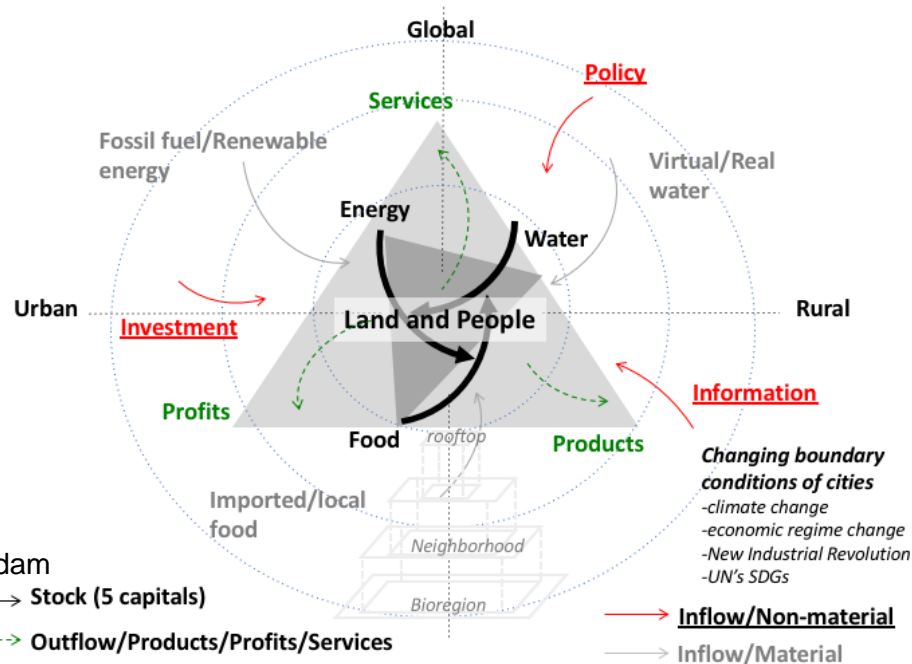 Global
Policy
Services
Fossil fuel/Renewable
energy
Virtual/Real
water
Energy
Water
Urban
Land and People
Rural
Investment
Information
Profits
Food
rooftop
Products
Changing boundary
conditions of cities
-climate change
-economic regime change
-New Industrial Revolution
-UN's SDGs
Imported/local
food
Neighborhood
Bioregion
dam
Stock (5 capitals)
Outflow/Products/Profits/Services
Inflow/Non-material
Inflow/Material